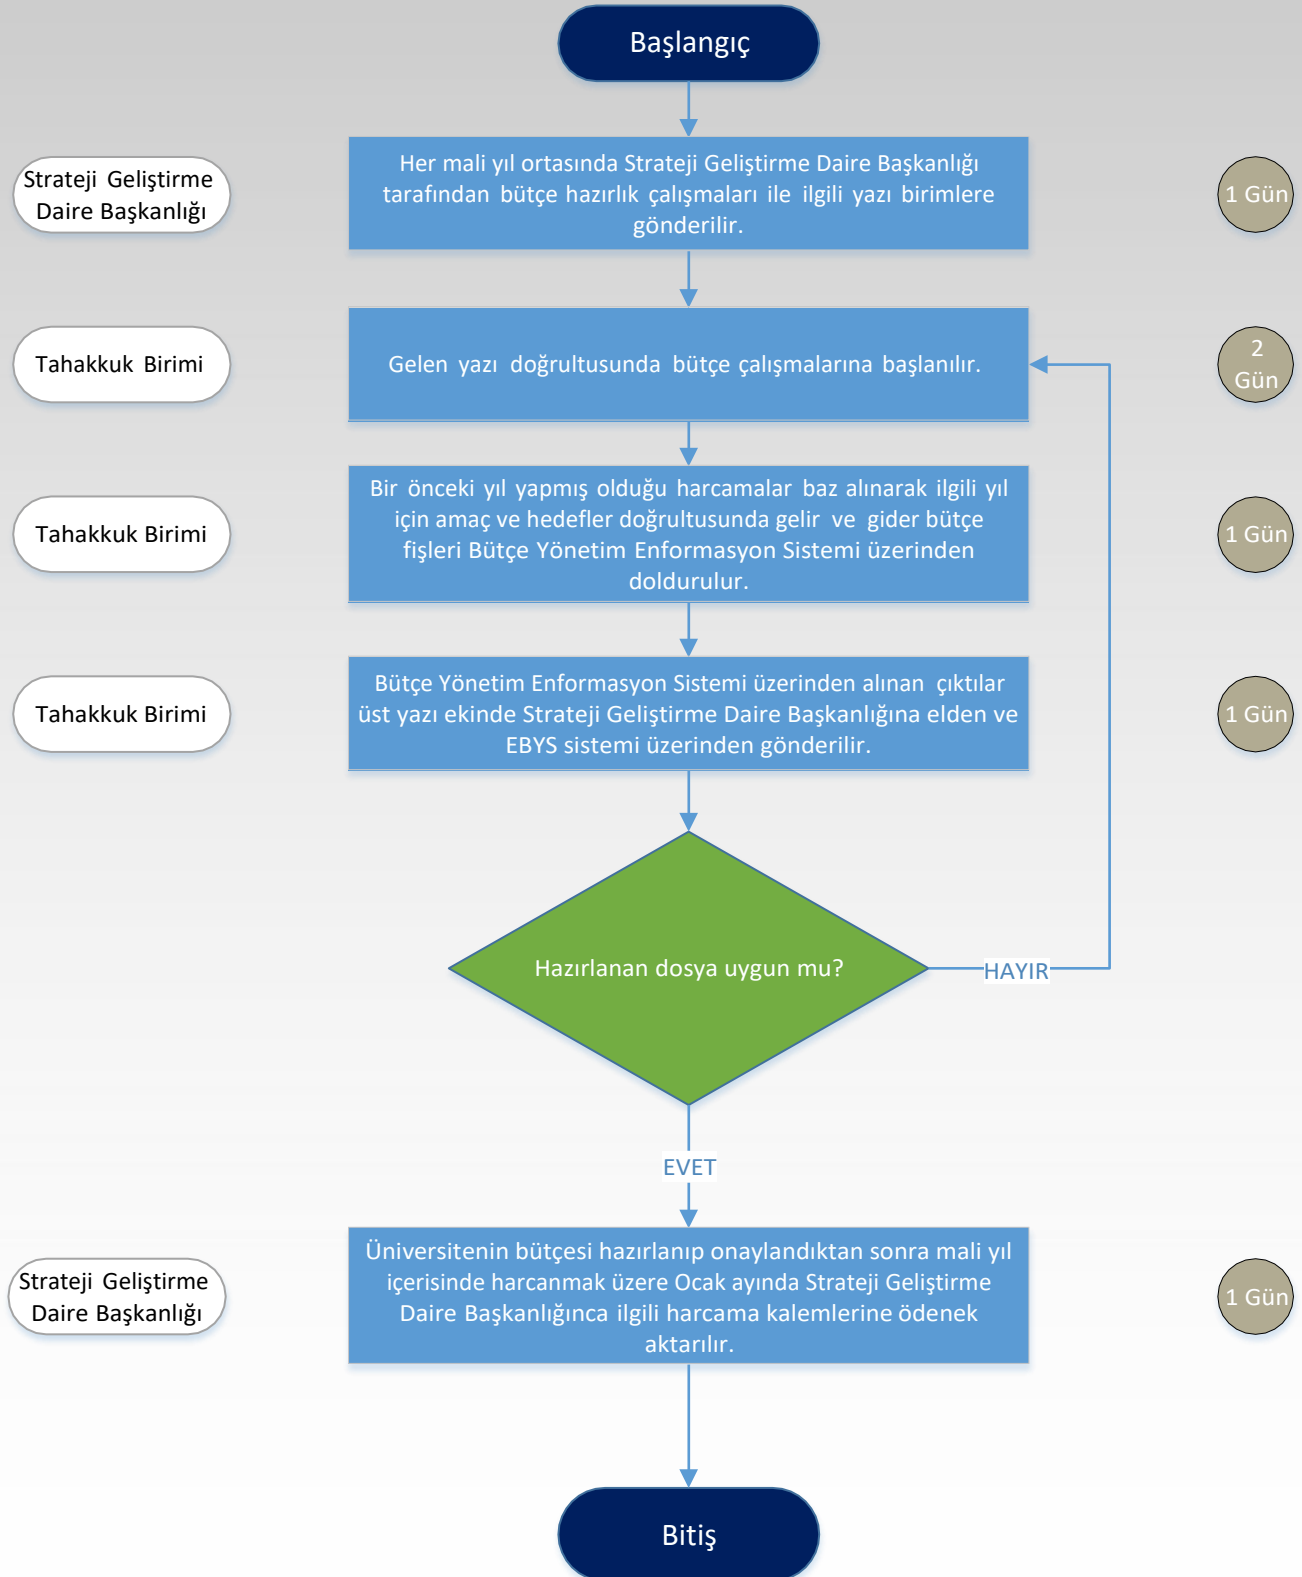 Başlangıç
Strateji Geliştirme
Daire Başkanlığı
Her mali yıl ortasında Strateji Geliştirme Daire Başkanlığı
tarafından bütçe hazırlık çalışmaları ile ilgili yazı birimlere
gönderilir.
1 Gün
Tahakkuk Birimi
Gelen yazı doğrultusunda bütçe çalışmalarına başlanılır.
2
Gün
Tahakkuk Birimi
Bir önceki yıl yapmış olduğu harcamalar baz alınarak ilgili yıl
için amaç ve hedefler doğrultusunda gelir ve gider bütçe
fişleri Bütçe Yönetim Enformasyon Sistemi üzerinden
doldurulur.
1 Gün
Tahakkuk Birimi
Bütçe Yönetim Enformasyon Sistemi üzerinden alınan çıktılar
üst yazı ekinde Strateji Geliştirme Daire Başkanlığına elden ve
EBYS sistemi üzerinden gönderilir.
1 Gün
Hazırlanan dosya uygun mu?
HAYIR
EVET
Strateji Geliştirme
Daire Başkanlığı
Üniversitenin bütçesi hazırlanıp onaylandıktan sonra mali yıl
içerisinde harcanmak üzere Ocak ayında Strateji Geliştirme
Daire Başkanlığınca ilgili harcama kalemlerine ödenek
aktarılır.
1 Gün
Bitiş